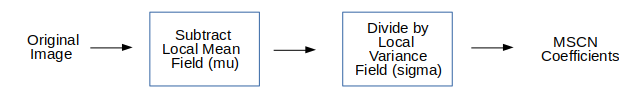 Original
Image
Subtract
Local Mean
Field (mu)
Divide by
Local
Variance
Field (sigma)
MSCN
Coefficients